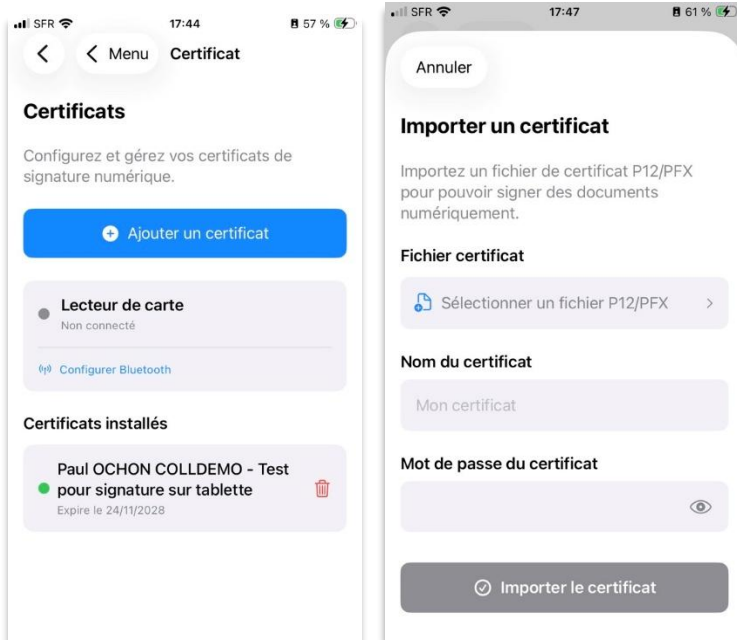 SFR 17:44 57 %
Menu Certificat
Certificats
Configurez et gérez vos certificats de
signature numérique.
Ajouter un certificat
Lecteur de carte
Non connecté
Configurer Bluetooth
Certificats installés
Paul OCHON COLLDEMO - Test
pour signature sur tablette
Expire le 24/11/2028
SFR 17:47 61 %
Annuler
Importer un certificat
Importez un fichier de certificat P12/PFX
pour pouvoir signer des documents
numériquement.
Fichier certificat
Sélectionner un fichier P12/PFX
Nom du certificat
Mon certificat
Mot de passe du certificat
Importer le certificat